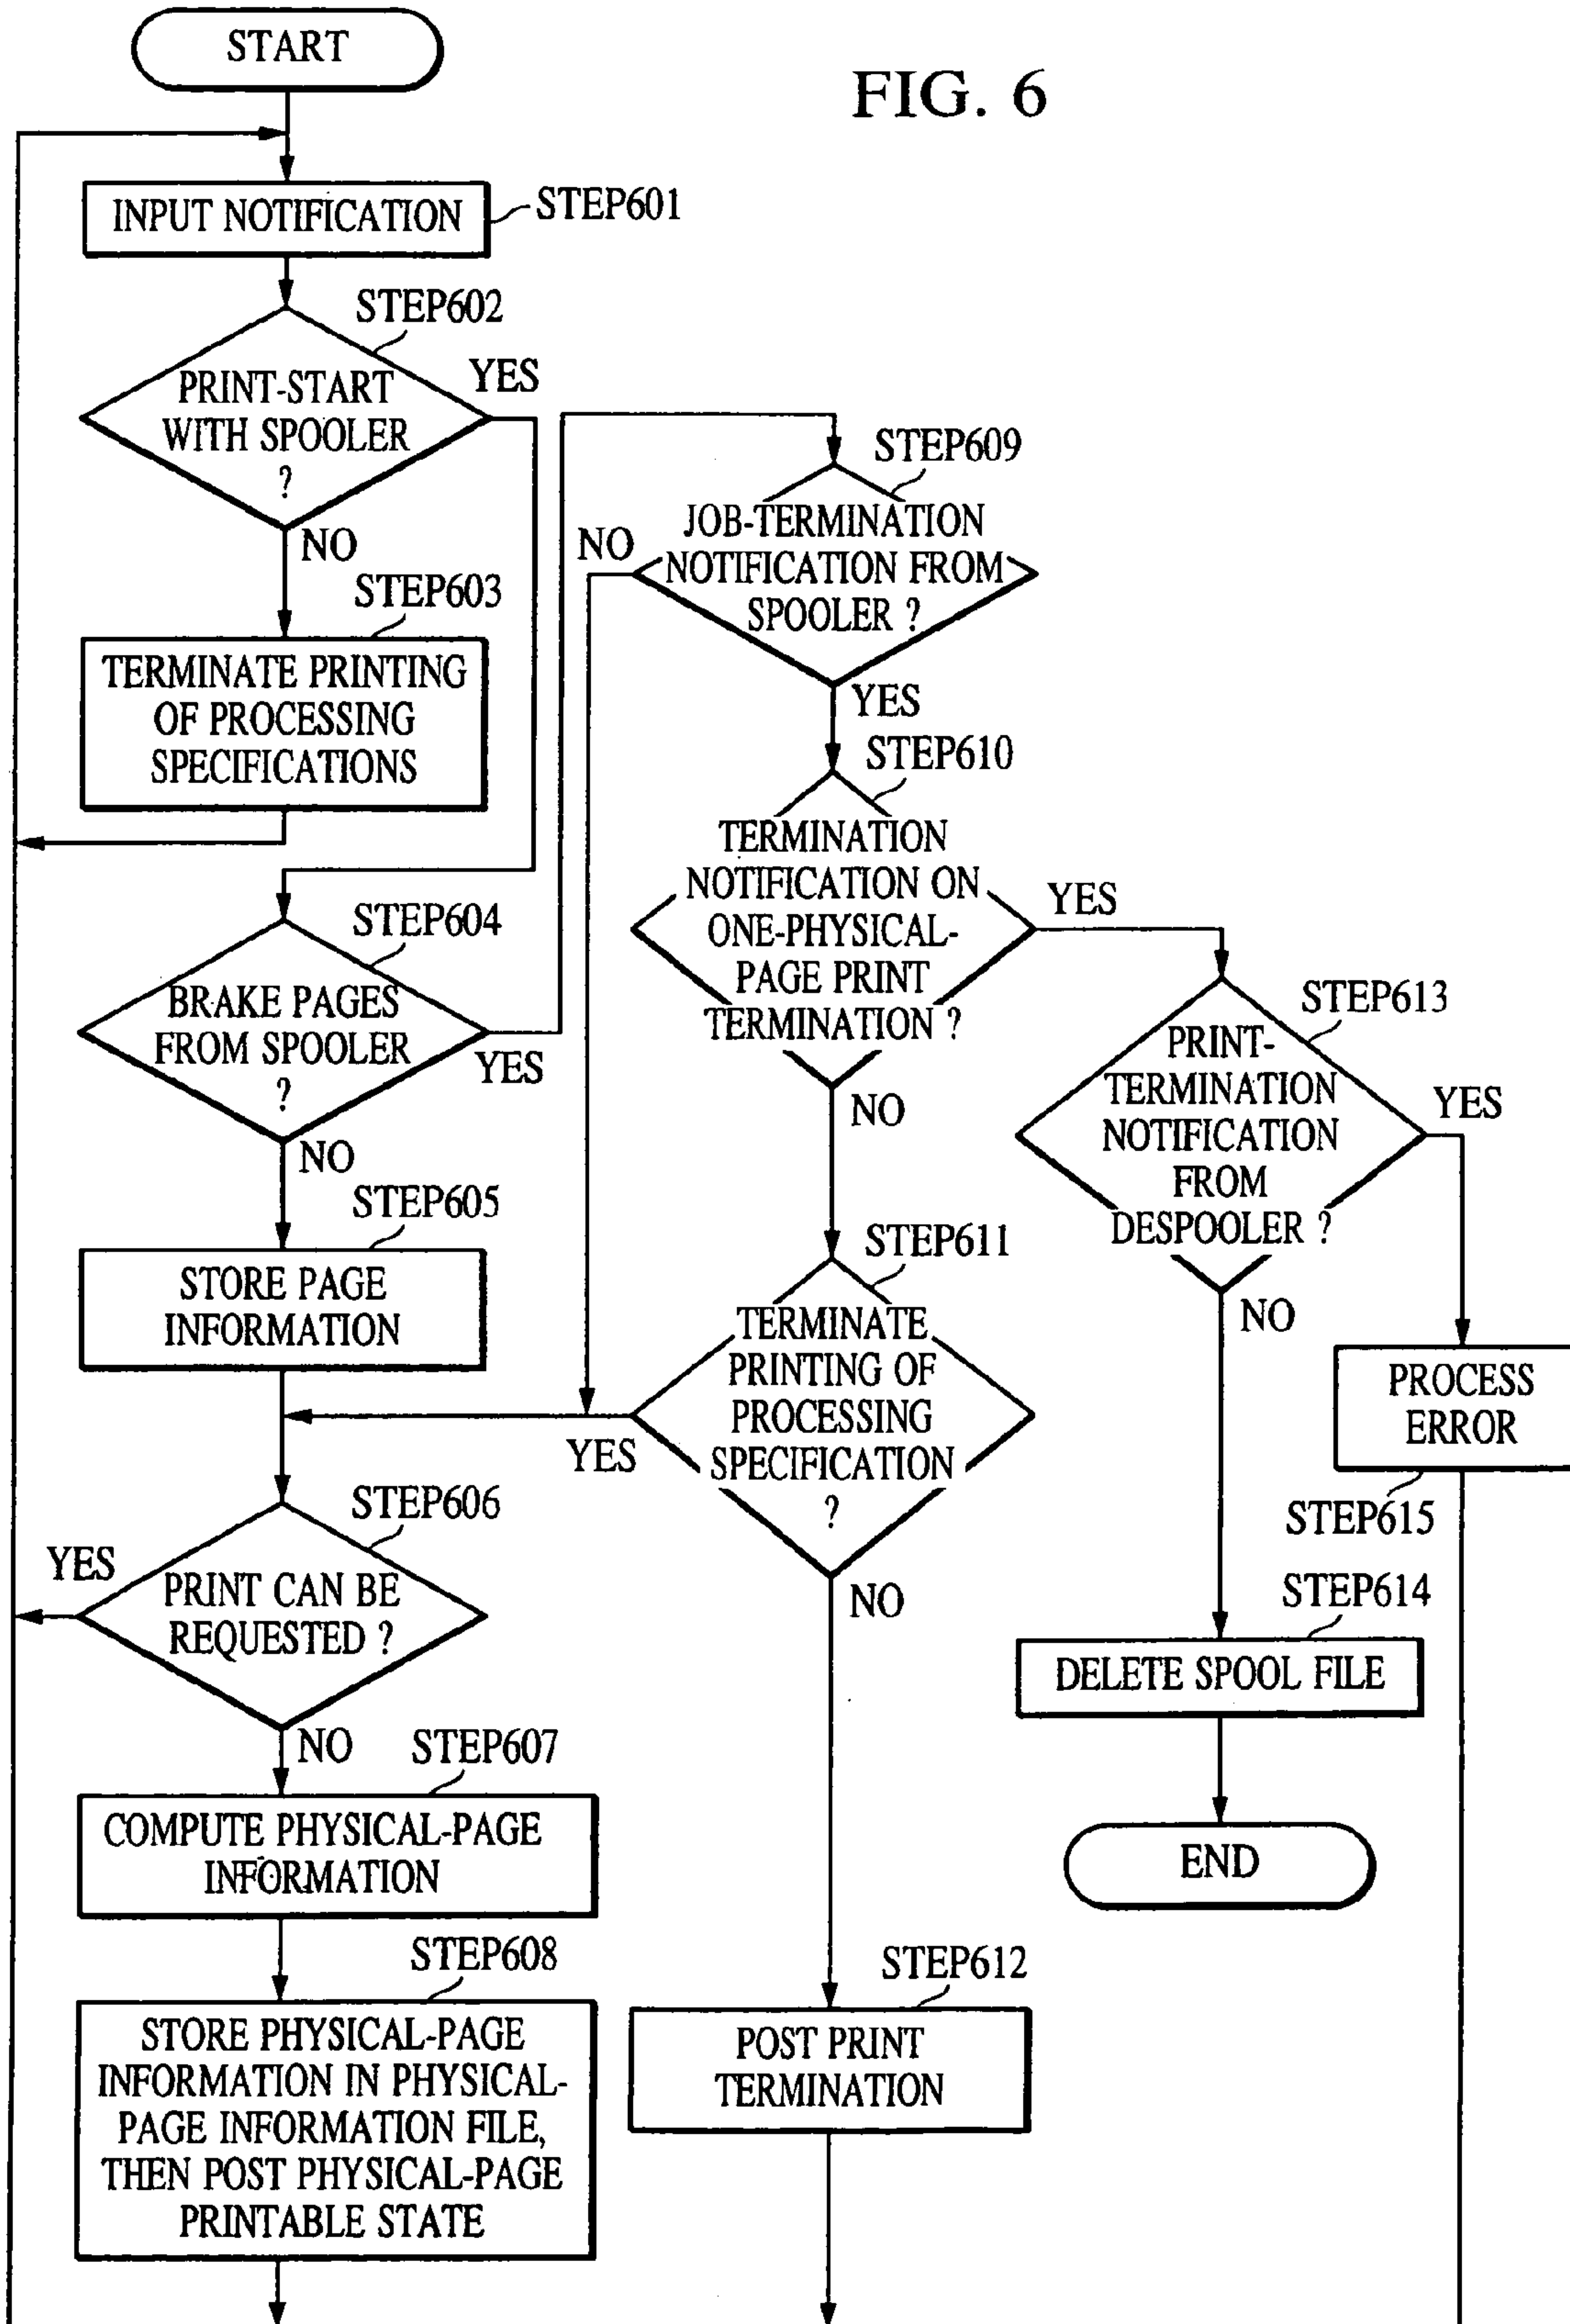 FIG. 6
START
INPUT NOTIFICATION
STEP601
STEP602
PRINT-START
WITH SPOOLER
?
YES
NO
STEP603
TERMINATE PRINTING
OF PROCESSING
SPECIFICATIONS
STEP604
BRAKE PAGES
FROM SPOOLER
?
YES
NO
STEP605
STORE PAGE
INFORMATION
STEP606
YES
PRINT CAN BE
REQUESTED ?
NO
STEP607
COMPUTE PHYSICAL-PAGE
INFORMATION
STEP608
STORE PHYSICAL-PAGE
INFORMATION IN PHYSICAL-
PAGE INFORMATION FILE,
THEN POST PHYSICAL-PAGE
PRINTABLE STATE
STEP609
JOB-TERMINATION
NOTIFICATION FROM
SPOOLER ?
NO
YES
STEP610
TERMINATION
NOTIFICATION ON
ONE-PHYSICAL-
PAGE PRINT
TERMINATION ?
YES
NO
STEP611
TERMINATE
PRINTING OF
PROCESSING
SPECIFICATION
?
YES
NO
STEP612
POST PRINT
TERMINATION
STEP613
PRINT-
TERMINATION
NOTIFICATION
FROM
DESPOOLER ?
YES
NO
PROCESS
ERROR
STEP615
STEP614
DELETE SPOOL FILE
END